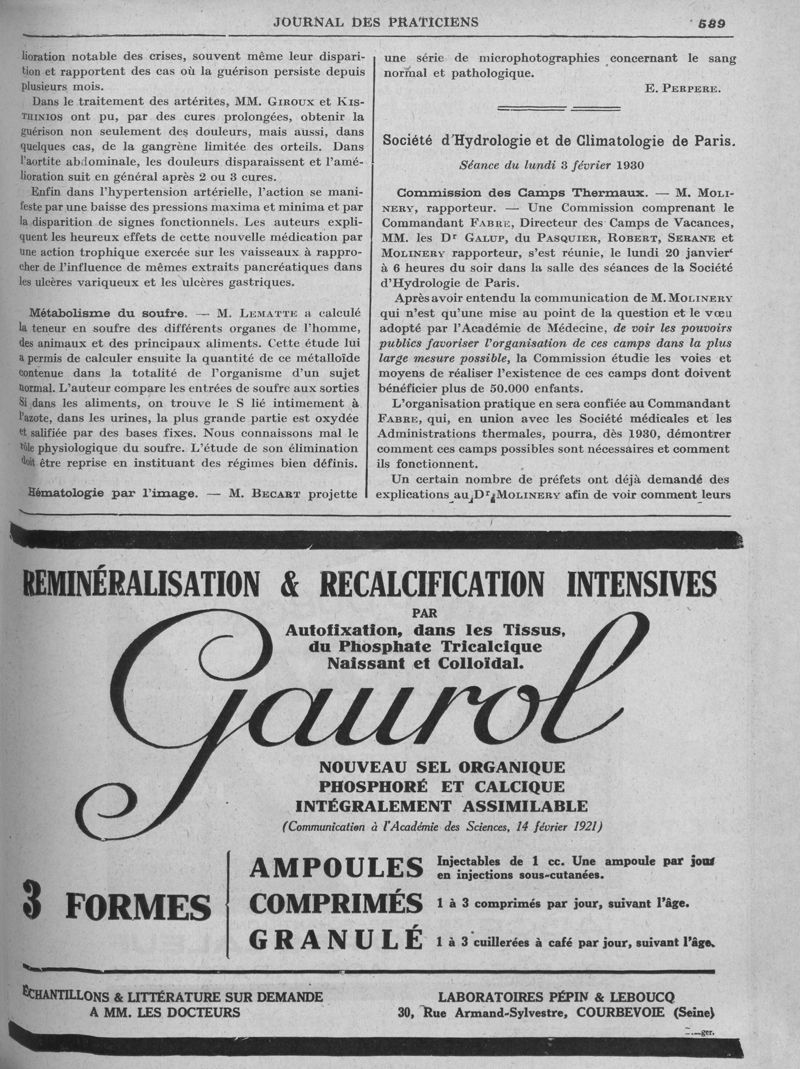 JOURNAL DES PRATICIENS 589
lioration notable des crises, souvent même leur dispari-
tion et rapportent des cas où la guérison persiste depuis
plusieurs mois.
Dans le traitement des artérites, MM. GIROUX et KIS-
THINIOS ont pu, par des cures prolongées, obtenir la
guérison non seulement des douleurs, mais aussi, dans
quelques cas, de la gangrène limitée des orteils. Dans
l'aortite abdominale, les douleurs disparaissent et l'amé-
lioration suit en général après 2 ou 3 cures.
Enfin dans l'hypertension artérielle, l'action se mani-
feste par une baisse des pressions maxima et minima et par
la disparition de signes fonctionnels. Les auteurs expli-
quent les heureux effets de cette nouvelle médication par
une action trophique exercée sur les vaisseaux à rappro-
cher de l'influence de mêmes extraits pancréatiques dans
les ulcères variqueux et les ulcères gastriques.
Métabolisme du soufre. — M. LEMATTE a calculé
la teneur en soufre des différents organes de l'homme,
des animaux et des principaux aliments. Cette étude lui
a permis de calculer ensuite la quantité de ce métalloïde
contenue dans la totalité de l'organisme d'un sujet
normal. L'auteur compare les entrées de soufre aux sorties
Si dans les aliments, on trouve le S lié intimement à
l'azote, dans les urines, la plus grande partie est oxydée
et salifiée par des bases fixes. Nous connaissons mal le
rôle physiologique du soufre. L'étude de son élimination
doit être reprise en instituant des régimes bien définis.
Hématologie par l'image. — M. BECART projette
une série de microphotographies concernant le sang
normal et pathologique.
E. PERPERE.
Société d'Hydrologie et de Climatologie de Paris.
Séance du lundi 3 février 1930
Commission des Camps Thermaux. — M. MOLI-
NERY, rapporteur. — Une Commission comprenant le
Commandant FABRE, Directeur des Camps de Vacances,
MM. les Dr GALUP, du PASQUIER, ROBERT, SERANE et
MOLINERY rapporteur, s'est réunie, le lundi 20 janvier
à 6 heures du soir dans la salle des séances de la Société
d'Hydrologie de Paris.
Après avoir entendu la communication de M. MOLINERY
qui n'est qu'une mise au point de la question et le vœu
adopté par l'Académie de Médecine, de voir les pouvoirs
publics favoriser l'organisation de ces camps dans la plus
large mesure possible, la Commission étudie les voies et
moyens de réaliser l'existence de ces camps dont doivent
bénéficier plus de 50.000 enfants.
L'organisation pratique en sera confiée au Commandant
FABRE, qui, en union avec les Société médicales et les
Administrations thermales, pourra, dès 1930, démontrer
comment ces camps possibles sont nécessaires et comment
ils fonctionnent.
Un certain nombre de préfets ont déjà demandé des
explications au Dr MOLINERY afin de voir comment leurs
REMINÉRALISATION & RECALCIFICATION INTENSIVES
PAR
Autofixation, dans les Tissus,
du Phosphate Tricalcique
Naissant et Colloïdal.
Gaurol
NOUVEAU SEL ORGANIQUE
PHOSPHORÉ ET CALCIQUE
INTÉGRALEMENT ASSIMILABLE
(Communication à l'Académie des Sciences, 14 février 1921)
3 FORMES
AMPOULES Injectables de 1 cc. Une ampoule par jour
en injections sous-cutanées.
COMPRIMÉS 1 à 3 comprimés par jour, suivant l'âge.
GRANULÉ 1 à 3 cuillerées à café par jour, suivant l'âge.
ÉCHANTILLONS & LITTÉRATURE SUR DEMANDE
A MM. LES DOCTEURS
LABORATOIRES PÉPIN & LEBOUCQ
30, Rue Armand-Sylvestre, COURBEVOIE (Seine)